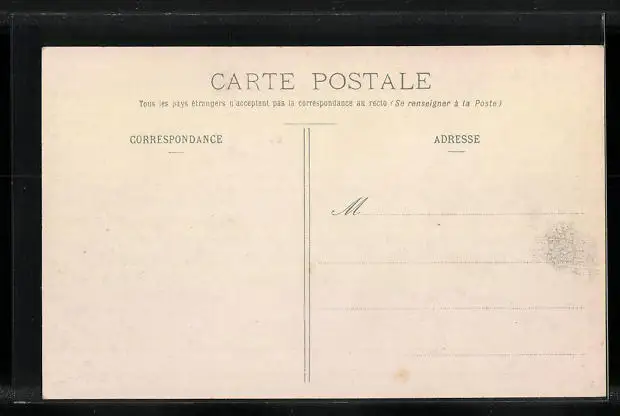 CARTE POSTALE
Tous les pays étrangers n'acceptent pas la correspondance au recto (Se renseigner à la Poste)
CORRESPONDANCE
ADRESSE
M